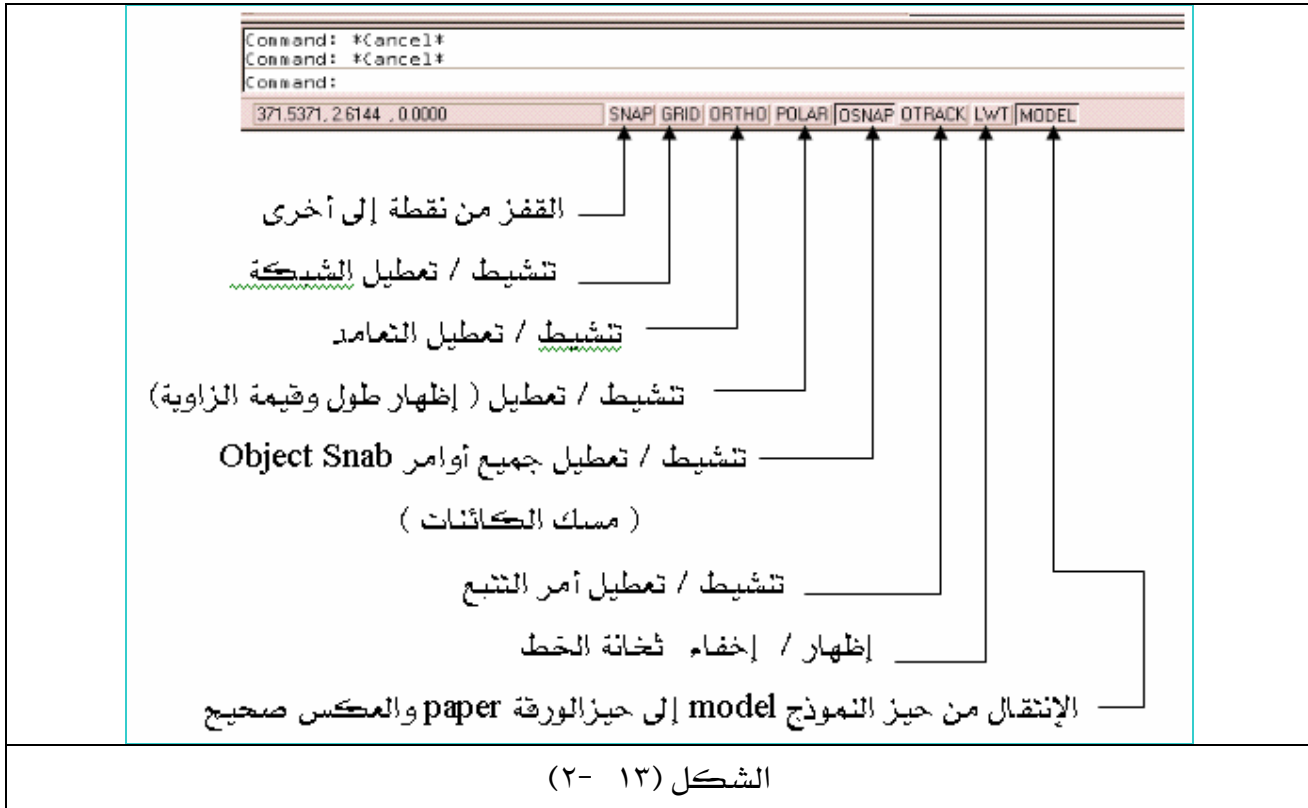 Command: *Cancel*
Command: *Cancel*
Command:
371.5371, 2.6144 , 0.0000 SNAP GRID ORTHO POLAR OSNAP OTRACK LWT MODEL
القفز من نقطة إلى أخرى
تنشيط / تعطيل الشبكة
تنشيط / تعطيل التعامد
تنشيط / تعطيل ( إظهار طول وقيمة الزاوية)
تنشيط / تعطيل جميع أوامر Object Snab
( مسك الكائنات )
تنشيط / تعطيل أمر التتبع
إظهار / إخفاء ثخانة الخط
الإنتقال من حيز النموذج model إلى حيزالورقة paper والعكس صحيح
الشكل (١٣ -٢)